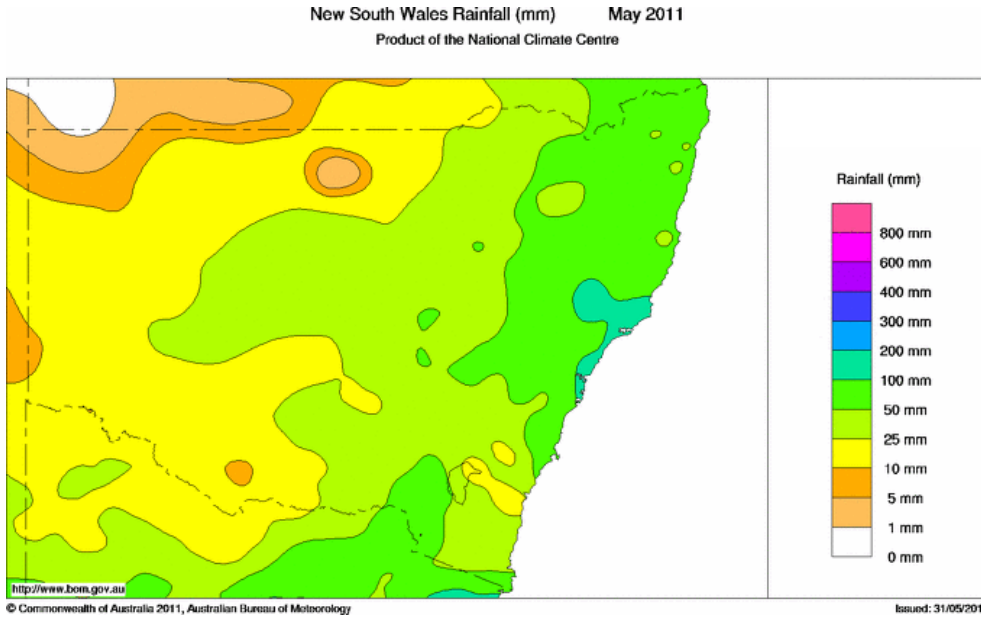 New South Wales Rainfall (mm) May 2011
Product of the National Climate Centre
Rainfall (mm)
800 mm
600 mm
400 mm
300 mm
200 mm
100 mm
50 mm
25 mm
10 mm
5 mm
1 mm
0 mm
http://www.bom.gov.au
© Commonwealth of Australia 2011, Australian Bureau of Meteorology
Issued: 31/05/201